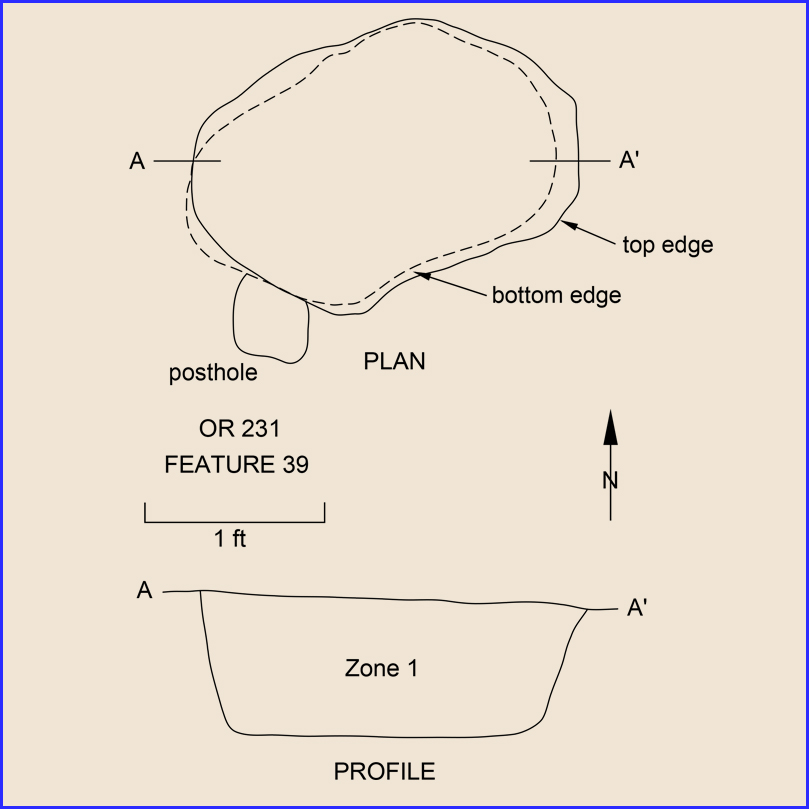 A
A'
top edge
bottom edge
PLAN
posthole
OR 231
FEATURE 39
N
1 ft
A
A'
Zone 1
PROFILE